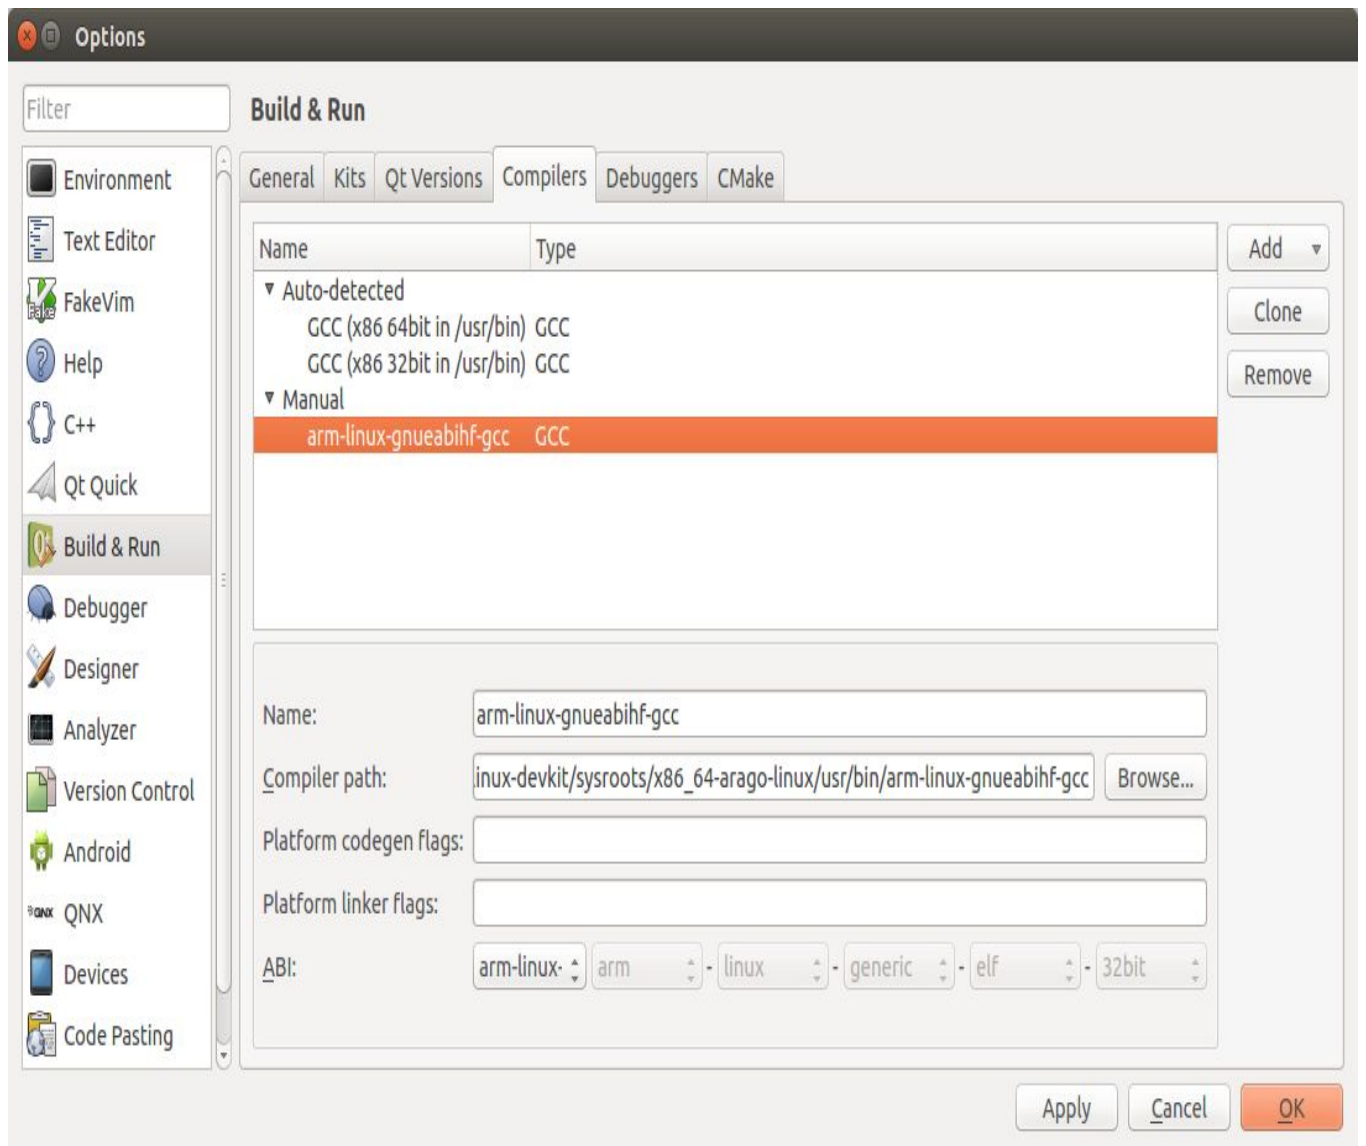 Options
Filter
Build & Run
Environment
Text Editor
FakeVim
Help
C++
Qt Quick
Build & Run
Debugger
Designer
Analyzer
Version Control
Android
QNX
Devices
Code Pasting
General Kits Qt Versions Compilers Debuggers CMake
Name Type
Auto-detected
GCC (x86 64bit in /usr/bin) GCC
GCC (x86 32bit in /usr/bin) GCC
Manual
arm-linux-gnueabihf-gcc GCC
Add
Clone
Remove
Name: arm-linux-gnueabihf-gcc
Compiler path: inux-devkit/sysroots/x86_64-arago-linux/usr/bin/arm-linux-gnueabihf-gcc Browse...
Platform codegen flags:
Platform linker flags:
ABI: arm-linux- arm - linux - generic - elf - 32bit
Apply Cancel OK